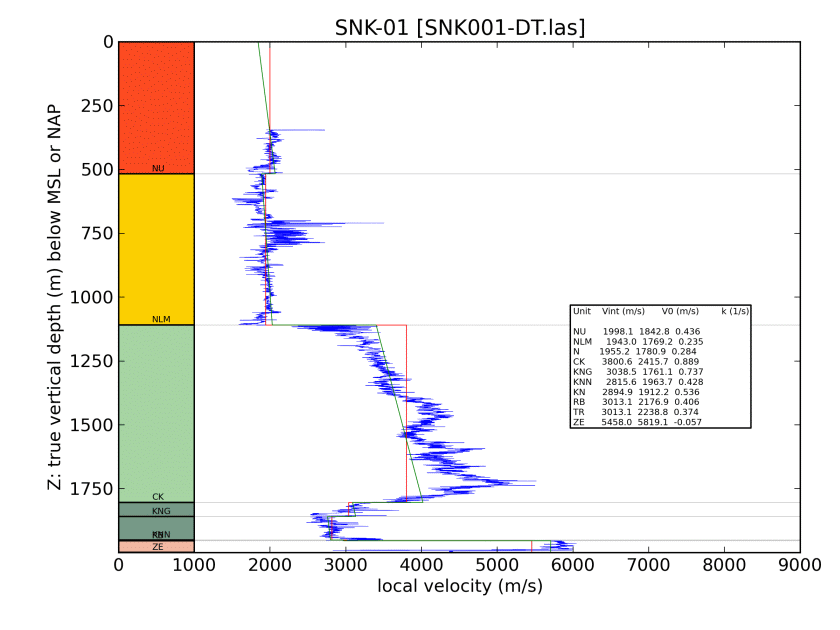 SNK-01 [SNK001-DT.las]
Z: true vertical depth (m) below MSL or NAP
0
250
500
750
1000
1250
1500
1750
NU
NLM
CK
KNG
KNN
ZE
Unit Vint (m/s) V0 (m/s) k (1/s)
NU 1998.1 1842.8 0.436
NLM 1943.0 1769.2 0.235
N 1955.2 1780.9 0.284
CK 3800.6 2415.7 0.889
KNG 3038.5 1761.1 0.737
KNN 2815.6 1963.7 0.428
KN 2894.9 1912.2 0.536
RB 3013.1 2176.9 0.406
TR 3013.1 2238.8 0.374
ZE 5458.0 5819.1 -0.057
0 1000 2000 3000 4000 5000 6000 7000 8000 9000
local velocity (m/s)